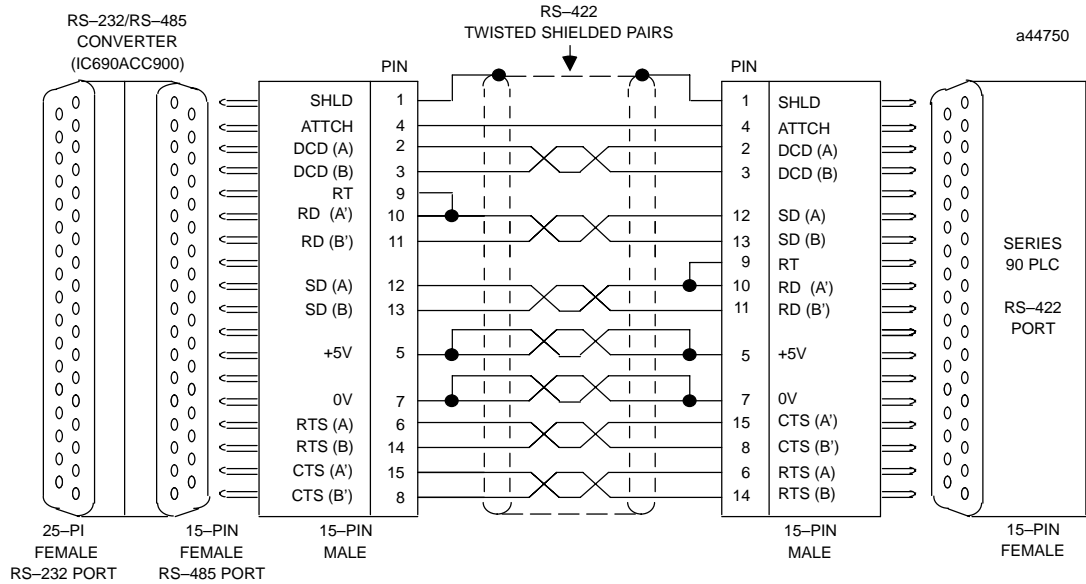 RS–232/RS–485
CONVERTER
(IC690ACC900)
RS–422
TWISTED SHIELDED PAIRS
a44750
PIN
PIN
SHLD 1
1 SHLD
ATTCH 4
4 ATTCH
DCD (A) 2
2 DCD (A)
DCD (B) 3
3 DCD (B)
RT 9
RD (A') 10
12 SD (A)
RD (B') 11
13 SD (B)
9 RT
SD (A) 12
10 RD (A')
SD (B) 13
11 RD (B')
+5V 5
5 +5V
0V 7
7 0V
RTS (A) 6
15 CTS (A')
RTS (B) 14
8 CTS (B')
CTS (A') 15
6 RTS (A)
CTS (B') 8
14 RTS (B)
SERIES
90 PLC
RS–422
PORT
25–PI
FEMALE
RS–232 PORT
15–PIN
FEMALE
RS–485 PORT
15–PIN
MALE
15–PIN
MALE
15–PIN
FEMALE